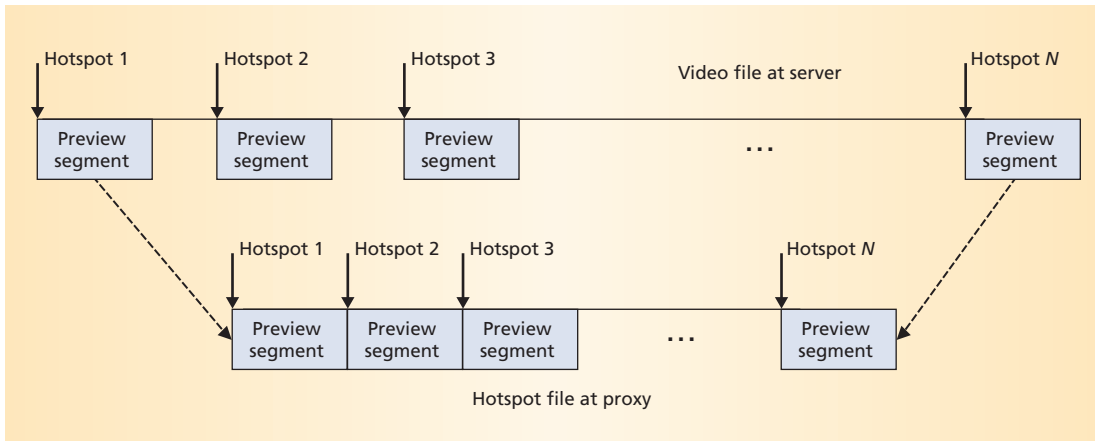 Hotspot 1
Hotspot 2
Hotspot 3
Video file at server
Hotspot N
Preview
segment
Preview
segment
Preview
segment
...
Preview
segment
Hotspot 1
Hotspot 2
Hotspot 3
Hotspot N
Preview
segment
Preview
segment
Preview
segment
...
Preview
segment
Hotspot file at proxy